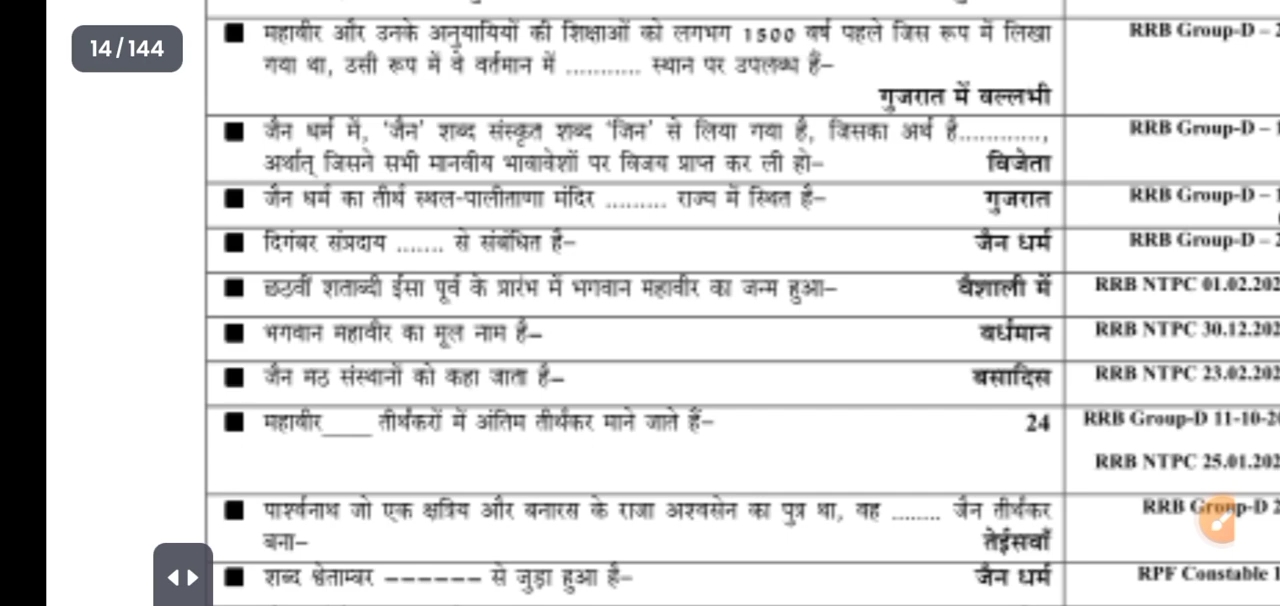 14 / 144
महावीर और उनके अनुयायियों की शिक्षाओं को लगभग 1500 वर्ष पहले जिस रूप में लिखा
RRB Group-D –
गया था, उसी रूप में वे वर्तमान में ........... स्थान पर उपलब्ध हैं–
गुजरात में वल्लभी
जैन धर्म में, 'जैन' शब्द संस्कृत शब्द 'जिन' से लिया गया है, जिसका अर्थ है............,
RRB Group-D – 1
अर्थात् जिसने सभी मानवीय भावावेशों पर विजय प्राप्त कर ली हो– विजेता
जैन धर्म का तीर्थ स्थल-पालीताणा मंदिर ......... राज्य में स्थित है– गुजरात RRB Group-D – 1
दिगंबर संप्रदाय ....... से संबंधित है– जैन धर्म RRB Group-D – 2
छठवीं शताब्दी ईसा पूर्व के प्रारंभ में भगवान महावीर का जन्म हुआ– वैशाली में RRB NTPC 01.02.202
भगवान महावीर का मूल नाम है– वर्धमान RRB NTPC 30.12.202
जैन मठ संस्थानों को कहा जाता है– बसादिस RRB NTPC 23.02.202
महावीर____ तीर्थंकरों में अंतिम तीर्थंकर माने जाते हैं– 24 RRB Group-D 11-10-20
RRB NTPC 25.01.202
पार्श्वनाथ जो एक क्षत्रिय और बनारस के राजा अश्वसेन का पुत्र था, वह ........ जैन तीर्थंकर
RRB Group-D 2
बना– तेईसवाँ
शब्द श्वेताम्बर ------ से जुड़ा हुआ है– जैन धर्म RPF Constable 1